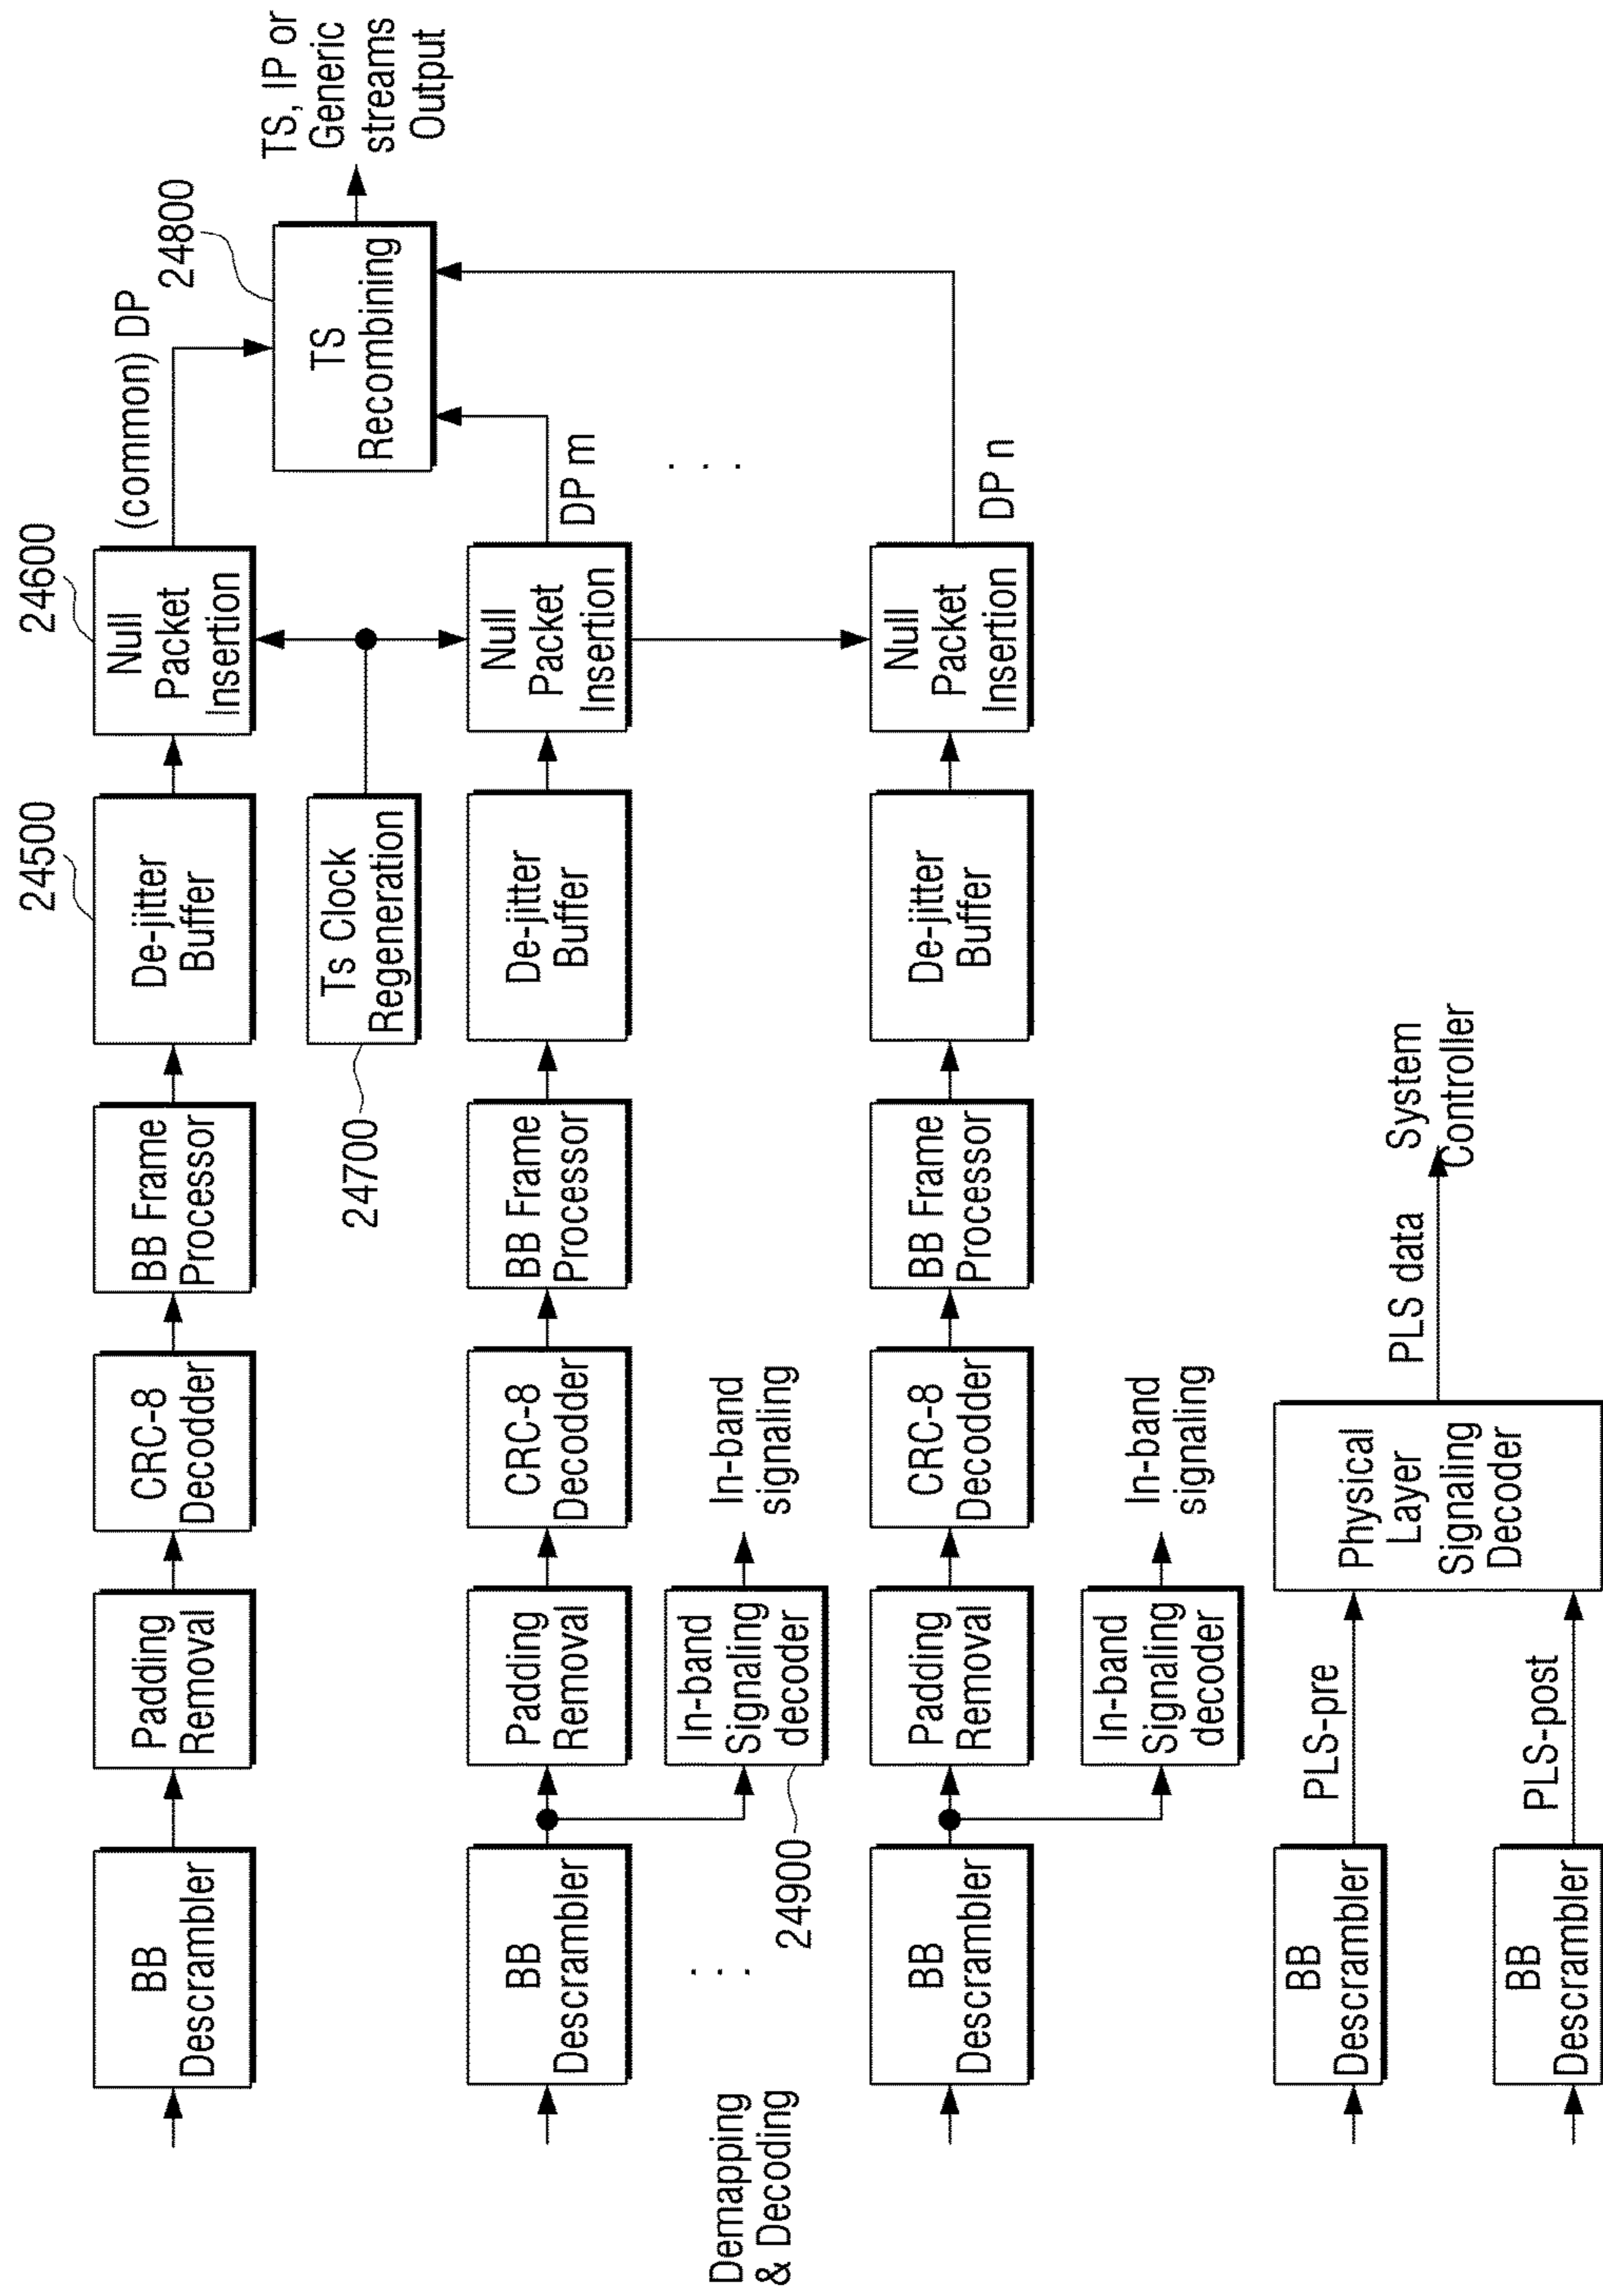 24500
24600
(common) DP
24800
TS, IP or
Generic
streams
Output
BB
Descrambler
Padding
Removal
CRC-8
Decodder
BB Frame
Processor
De-jitter
Buffer
Null
Packet
Insertion
TS
Recombining
24700
Ts Clock
Regeneration
BB
Descrambler
Padding
Removal
CRC-8
Decodder
BB Frame
Processor
De-jitter
Buffer
Null
Packet
Insertion
DP m
. . .
Demapping
& Decoding
. . .
24900
In-band
Signaling
decoder
In-band
signaling
BB
Descrambler
Padding
Removal
CRC-8
Decodder
BB Frame
Processor
De-jitter
Buffer
Null
Packet
Insertion
DP n
In-band
Signaling
decoder
In-band
signaling
BB
Descrambler
PLS-pre
Physical
Layer
Signaling
Decoder
PLS data
System
Controller
BB
Descrambler
PLS-post